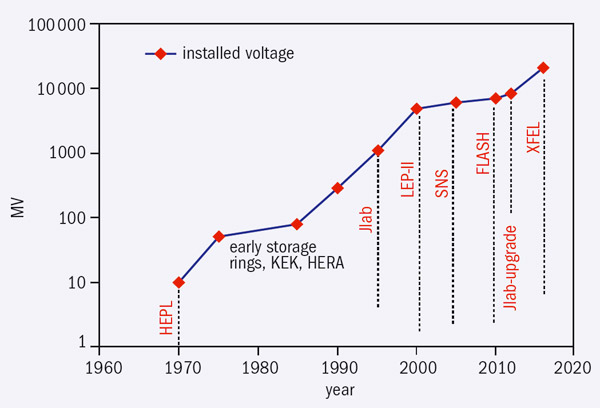 100 000
10 000
1000
100
10
1
MV
installed voltage
HEPL
early storage
rings, KEK, HERA
Jlab
LEP-II
SNS
FLASH
Jlab-upgrade
XFEL
1960 1970 1980 1990 2000 2010 2020
year